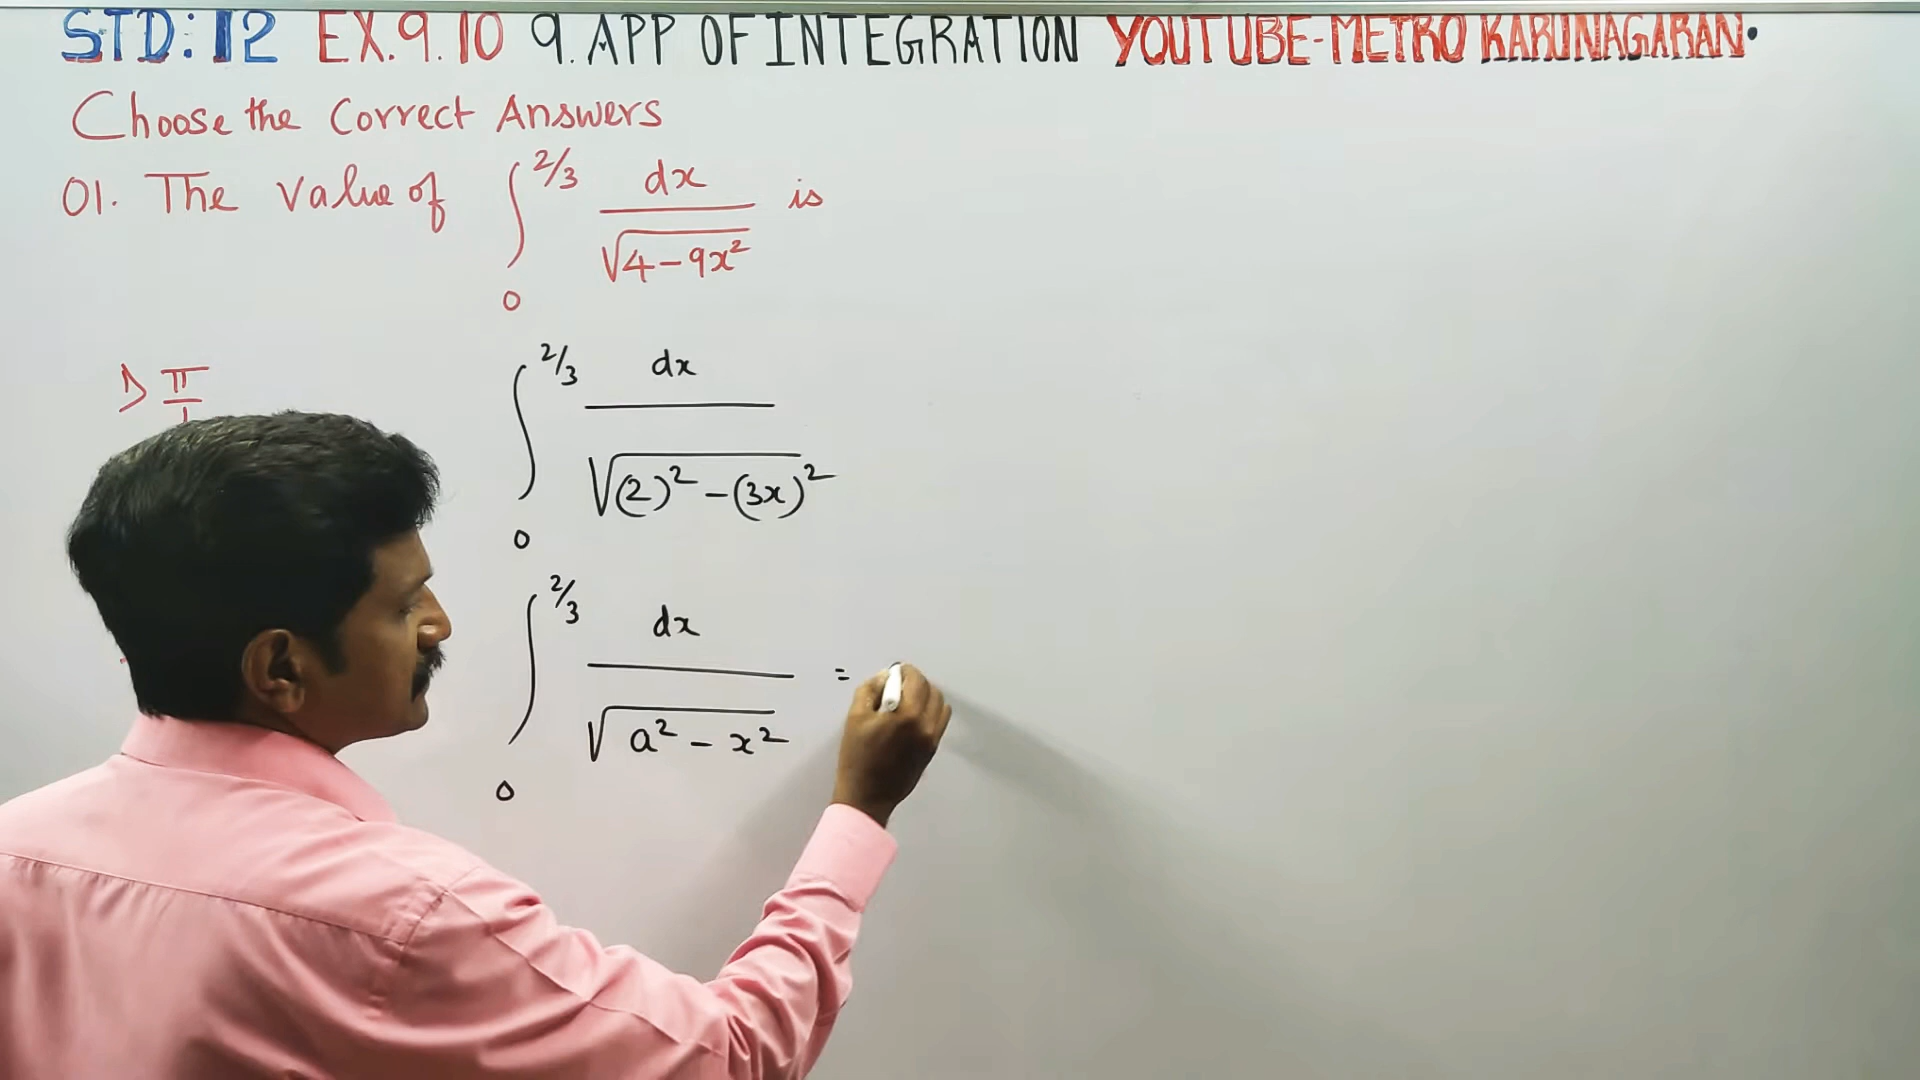 STD: 12 EX.9.10 9. APP OF INTEGRATION YOUTUBE-METRO KARUNAGARAN.
Choose the Correct Answers
01. The Value of ∫₀^{2/3} dx/√(4-9x²) is
1) π
∫₀^{2/3} dx/√((2)²-(3x)²)
∫₀^{2/3} dx/√(a²-x²) =